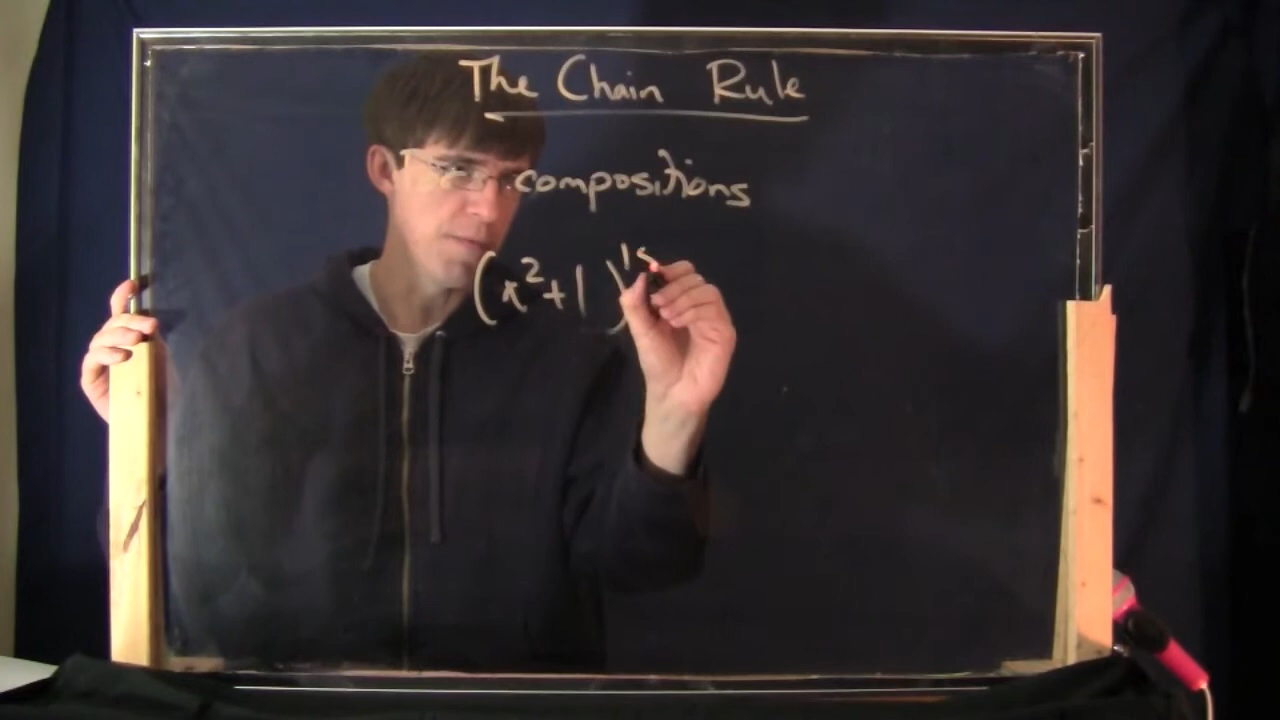 The Chain Rule
compositions
(x²+1)¹⁵